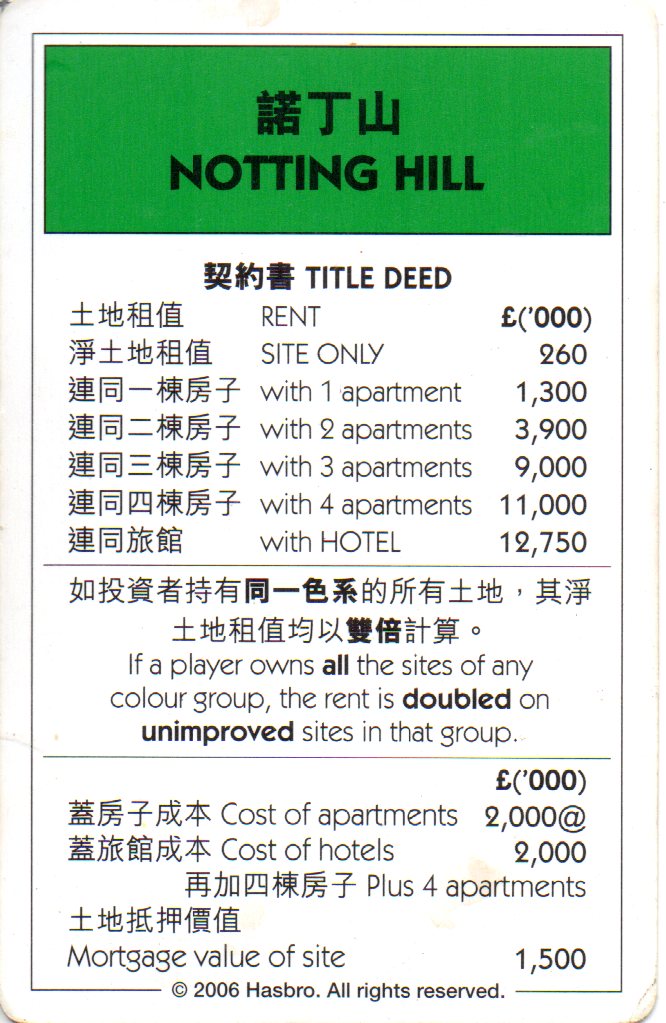 諾丁山
NOTTING HILL
契約書 TITLE DEED
土地租值 RENT £('000)
淨土地租值 SITE ONLY 260
連同一棟房子 with 1 apartment 1,300
連同二棟房子 with 2 apartments 3,900
連同三棟房子 with 3 apartments 9,000
連同四棟房子 with 4 apartments 11,000
連同旅館 with HOTEL 12,750
如投資者持有同一色系的所有土地，其淨
土地租值均以雙倍計算。
If a player owns all the sites of any
colour group, the rent is doubled on
unimproved sites in that group.
£('000)
蓋房子成本 Cost of apartments 2,000@
蓋旅館成本 Cost of hotels 2,000
再加四棟房子 Plus 4 apartments
土地抵押價值
Mortgage value of site 1,500
© 2006 Hasbro. All rights reserved.